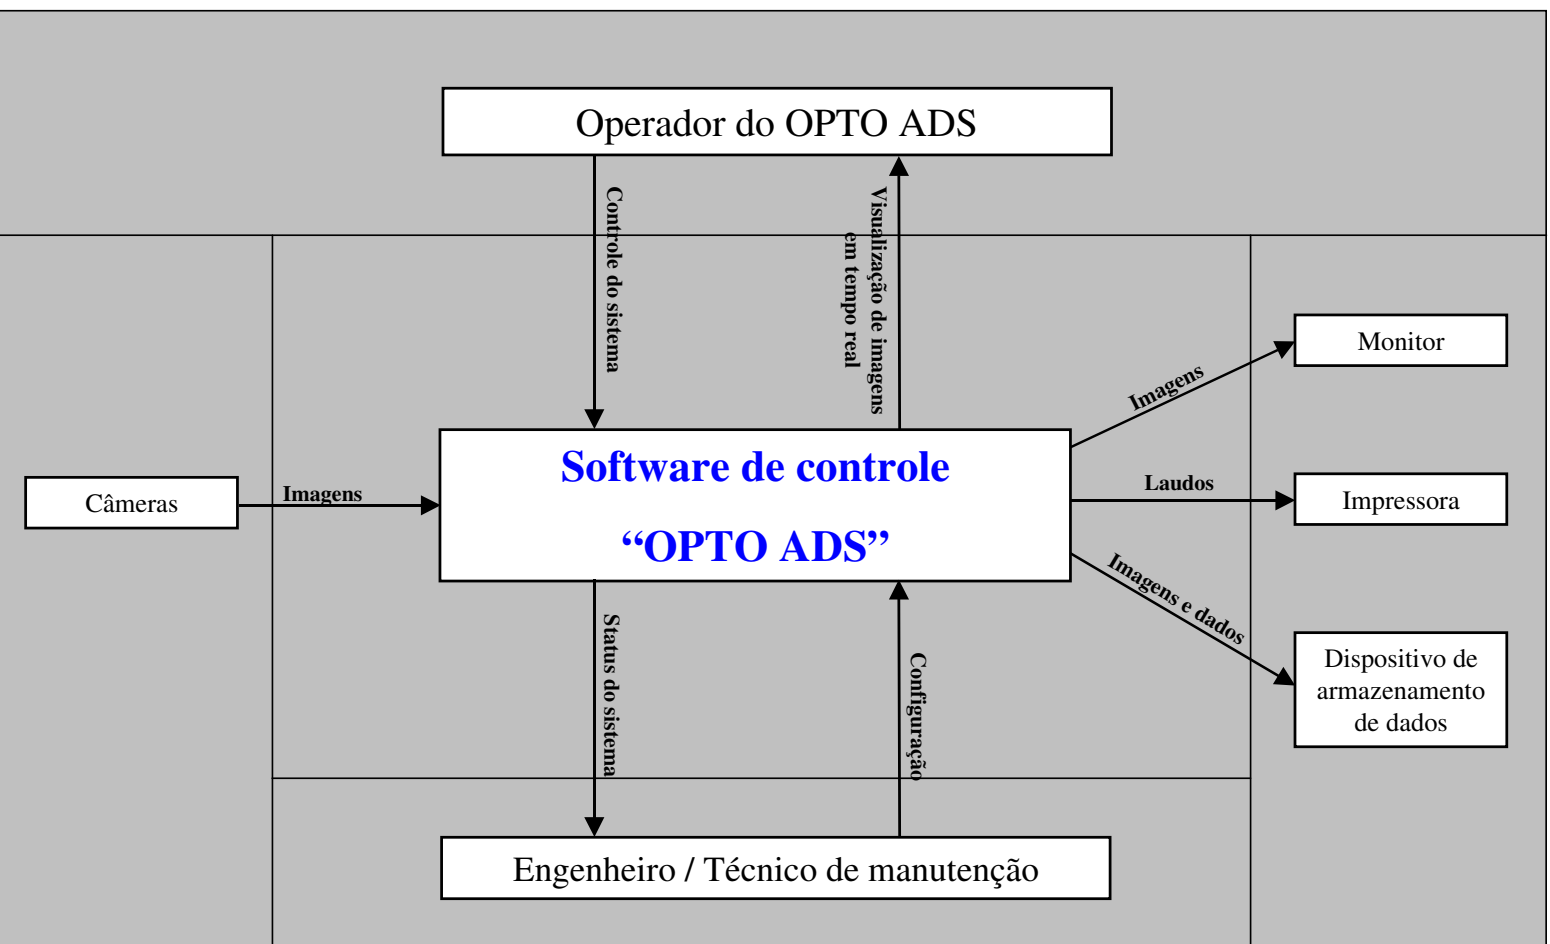 Operador do OPTO ADS
Controle do sistema
Visualização de imagens
em tempo real
Monitor
Imagens
Software de controle
“OPTO ADS”
Câmeras
Imagens
Laudos
Impressora
Imagens e dados
Dispositivo de
armazenamento
de dados
Status do sistema
Configuração
Engenheiro / Técnico de manutenção